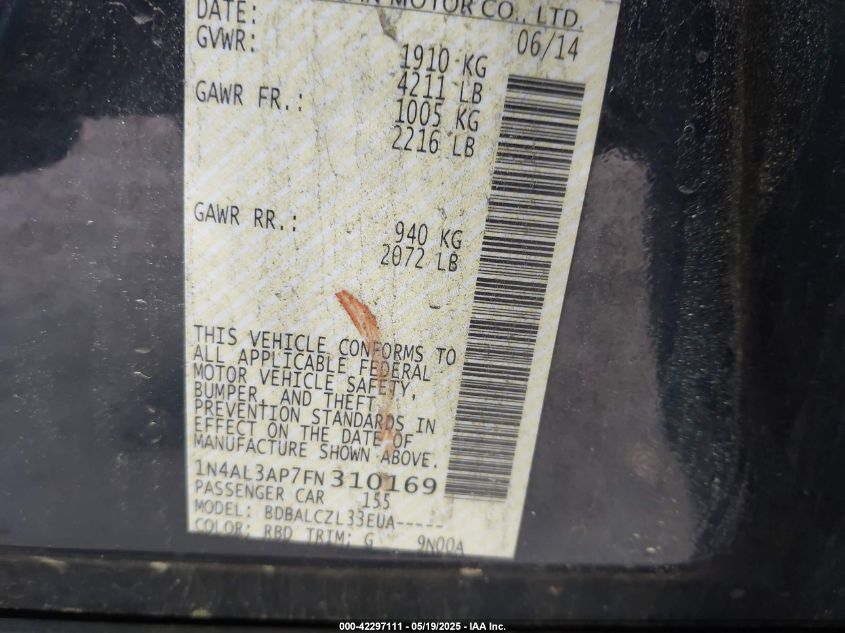 MOTOR CO., LTD.
DATE: 06/14
GVWR: 1910 KG
4211 LB
GAWR FR.: 1005 KG
2216 LB
GAWR RR.: 940 KG
2072 LB
THIS VEHICLE CONFORMS TO
ALL APPLICABLE FEDERAL
MOTOR VEHICLE SAFETY,
BUMPER, AND THEFT
PREVENTION STANDARDS IN
EFFECT ON THE DATE OF
MANUFACTURE SHOWN ABOVE.
1N4AL3AP7FN310169
PASSENGER CAR 155
MODEL: BDBALCZL33EUA-----
COLOR: RBD TRIM: G 9N00A
000-42297111 — 05/19/2025 — IAA Inc.